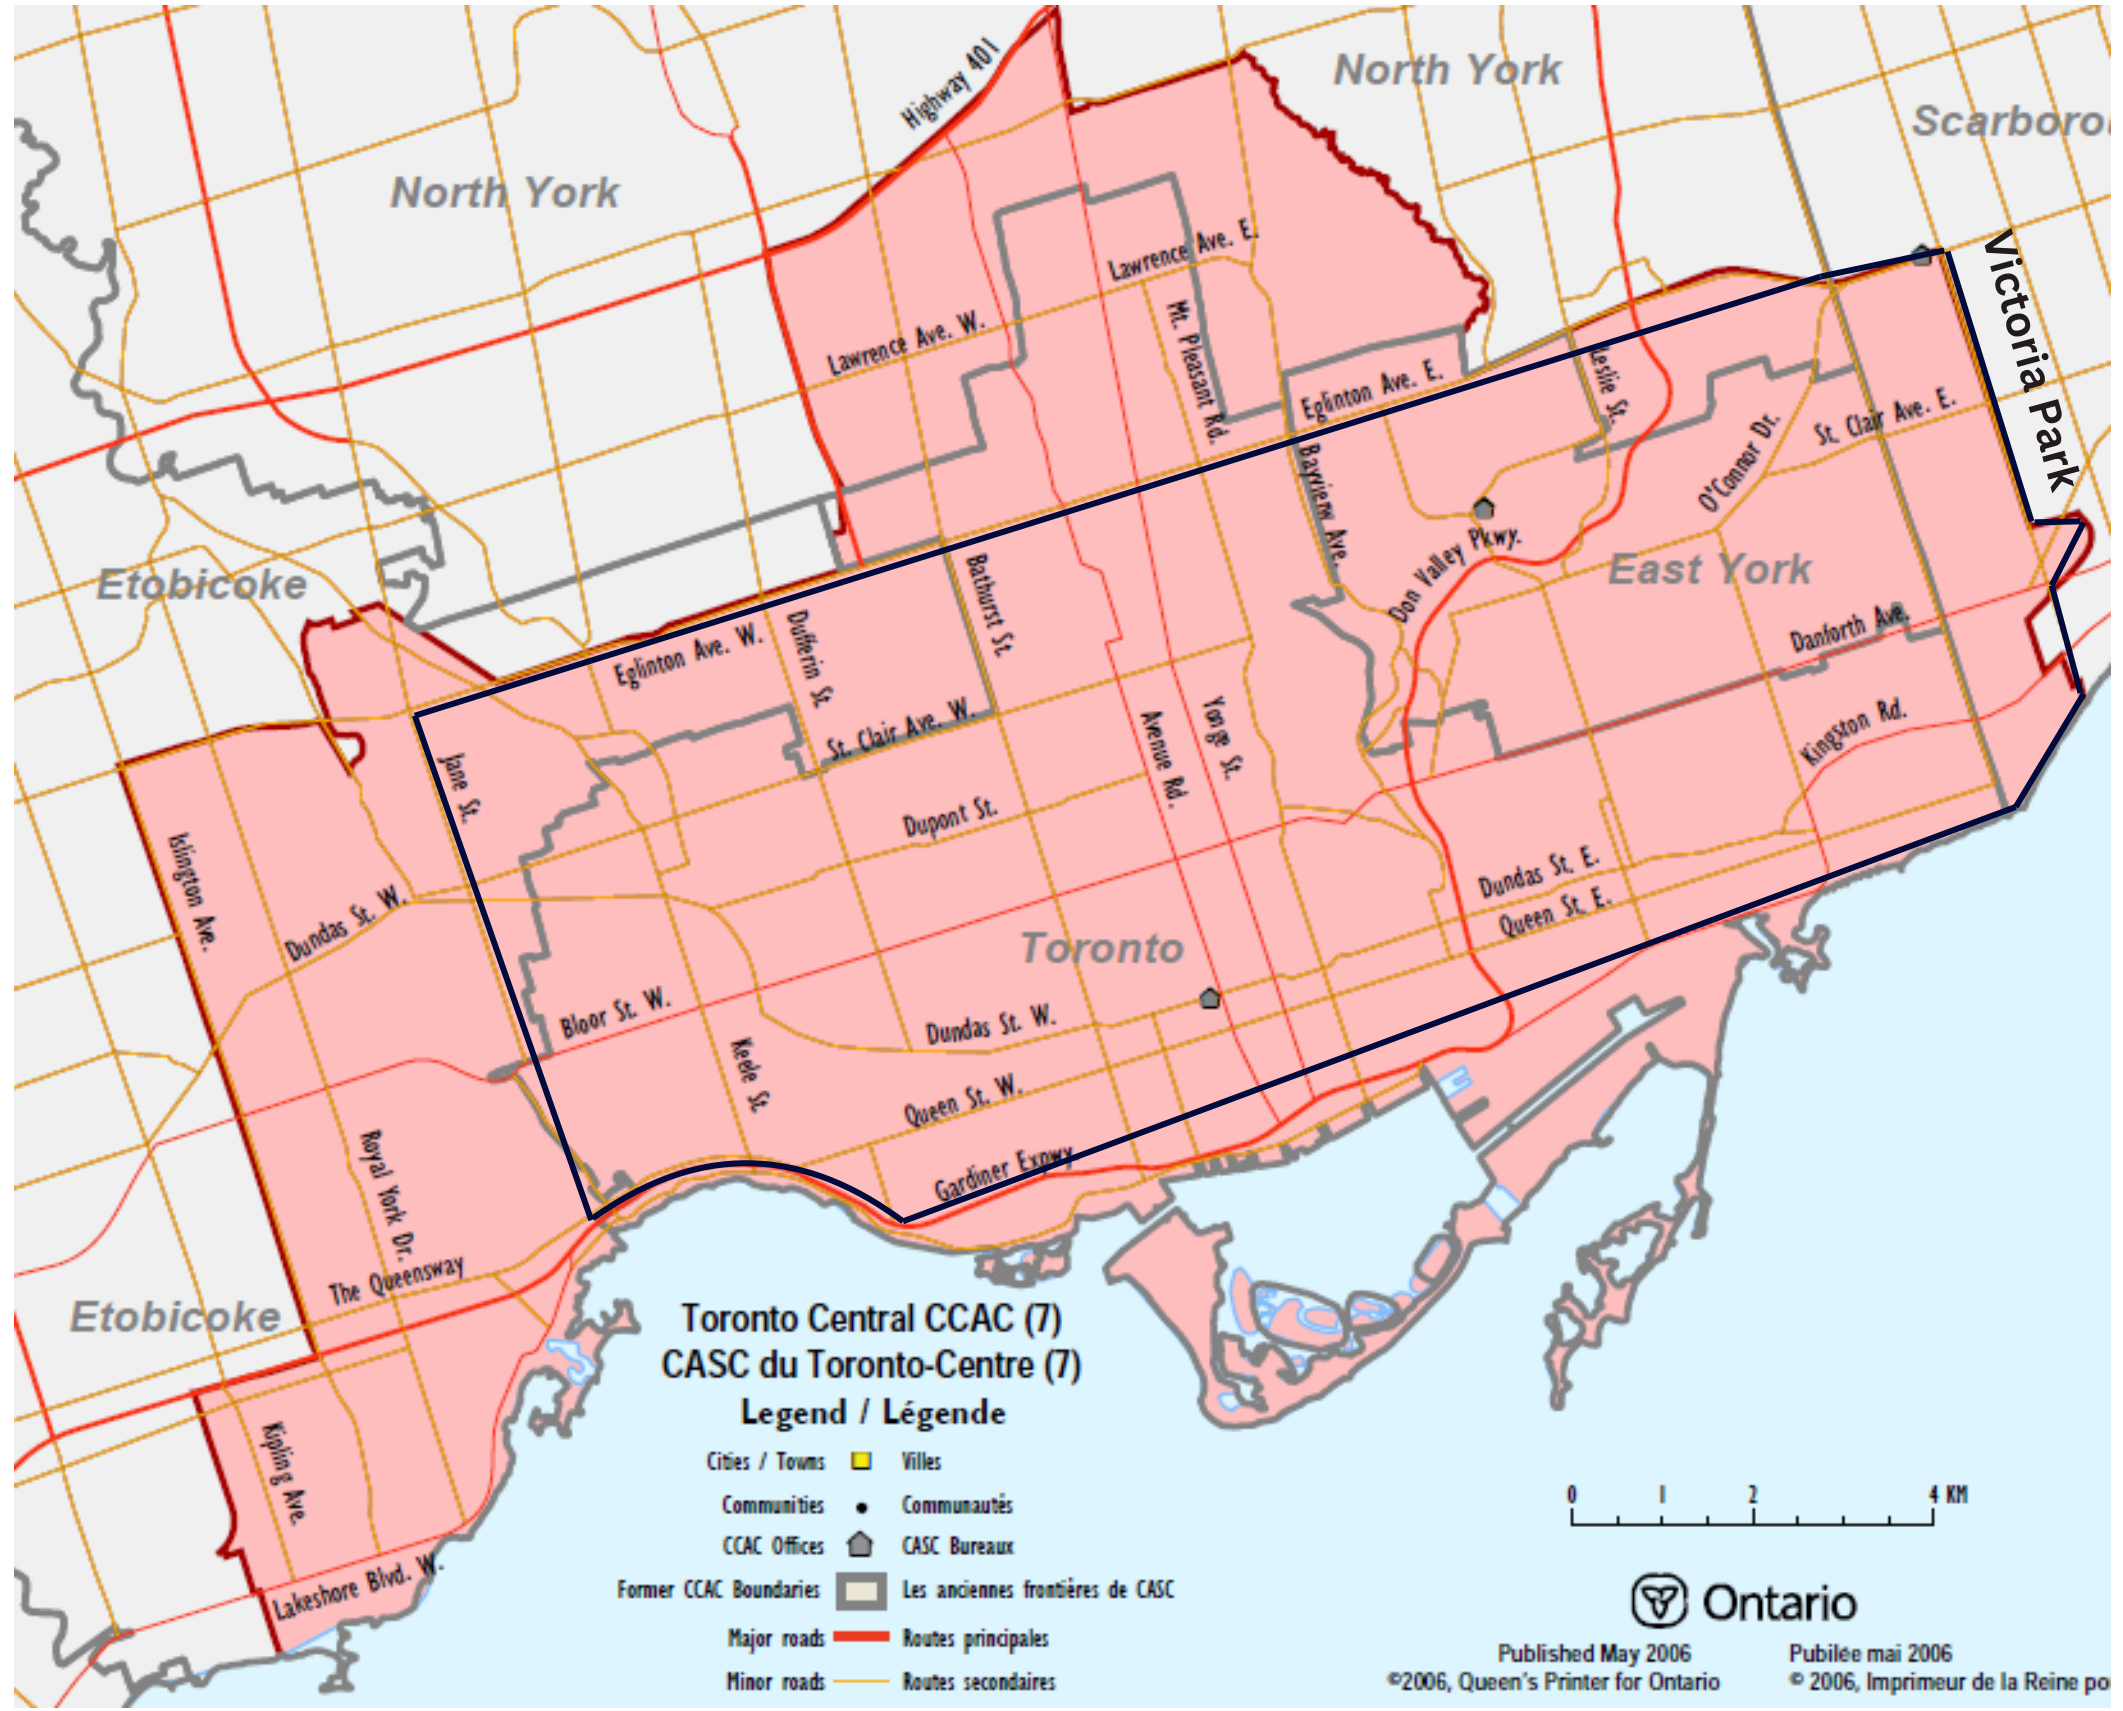 Highway 401
North York
Scarboro
North York
Lawrence Ave. E.
Victoria Park
Lawrence Ave. W.
Mt. Pleasant Rd.
Eglinton Ave. E.
Leslie St.
St. Clair Ave. E.
O'Connor Dr.
Bayview Ave.
Don Valley Pkwy.
Etobicoke
East York
Bathurst St.
Dufferin St
Eglinton Ave. W.
Danforth Ave.
St. Clair Ave. W.
Avenue Rd.
Yonge St.
Kingston Rd.
Jane St.
Dupont St.
Islington Ave.
Dundas St. W.
Dundas St. E.
Queen St. E.
Toronto
Bloor St. W.
Dundas St. W.
Keele St
Queen St. W.
Royal York Dr.
Gardiner Expwy.
The Queensway
Etobicoke
Kipling Ave.
Lakeshore Blvd. W.
Toronto Central CCAC (7)
CASC du Toronto-Centre (7)
Legend / Légende
Cities / Towns Villes
Communities Communautés
CCAC Offices CASC Bureaux
Former CCAC Boundaries Les anciennes frontières de CASC
Major roads Routes principales
Minor roads Routes secondaires
0 1 2 4 KM
Ontario
Published May 2006 Pubilée mai 2006
©2006, Queen's Printer for Ontario © 2006, Imprimeur de la Reine po